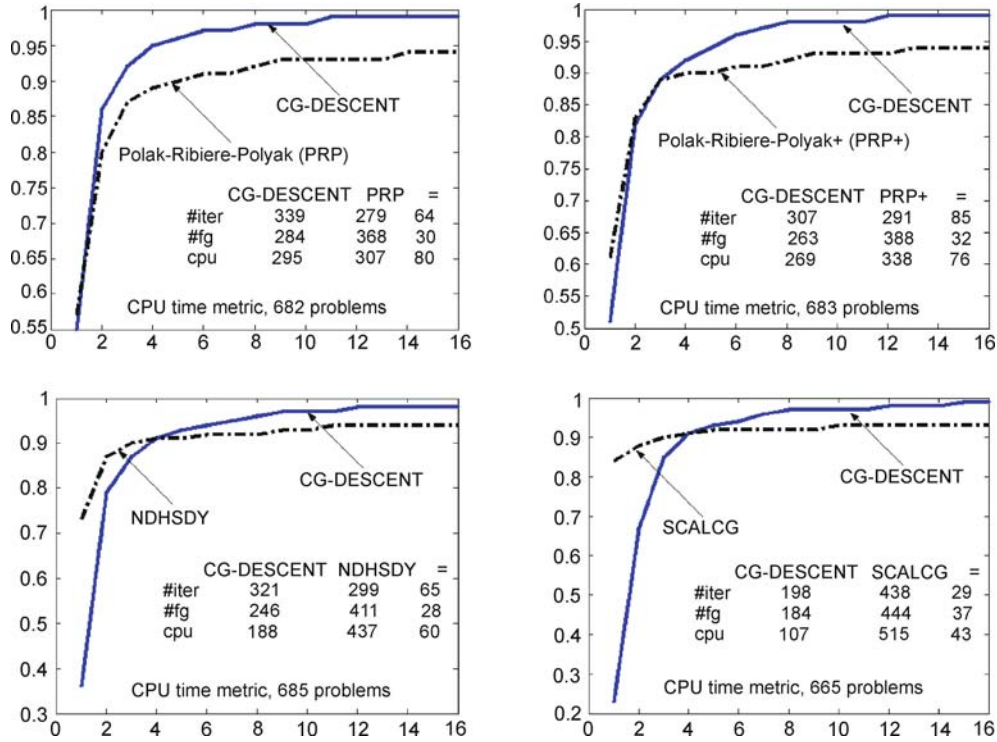 1
0.95
0.9
0.85
0.8
0.75
0.7
0.65
0.6
0.55
CG-DESCENT
Polak-Ribiere-Polyak (PRP)
CG-DESCENT PRP =
#iter 339 279 64
#fg 284 368 30
cpu 295 307 80
CPU time metric, 682 problems
0 2 4 6 8 10 12 14 16
1
0.95
0.9
0.85
0.8
0.75
0.7
0.65
0.6
0.55
0.5
CG-DESCENT
Polak-Ribiere-Polyak+ (PRP+)
CG-DESCENT PRP+ =
#iter 307 291 85
#fg 263 388 32
cpu 269 338 76
CPU time metric, 683 problems
0 2 4 6 8 10 12 14 16
1
0.9
0.8
0.7
0.6
0.5
0.4
0.3
CG-DESCENT
NDHSDY
CG-DESCENT NDHSDY =
#iter 321 299 65
#fg 246 411 28
cpu 188 437 60
CPU time metric, 685 problems
0 2 4 6 8 10 12 14 16
1
0.9
0.8
0.7
0.6
0.5
0.4
0.3
0.2
CG-DESCENT
SCALCG
CG-DESCENT SCALCG =
#iter 198 438 29
#fg 184 444 37
cpu 107 515 43
CPU time metric, 665 problems
0 2 4 6 8 10 12 14 16